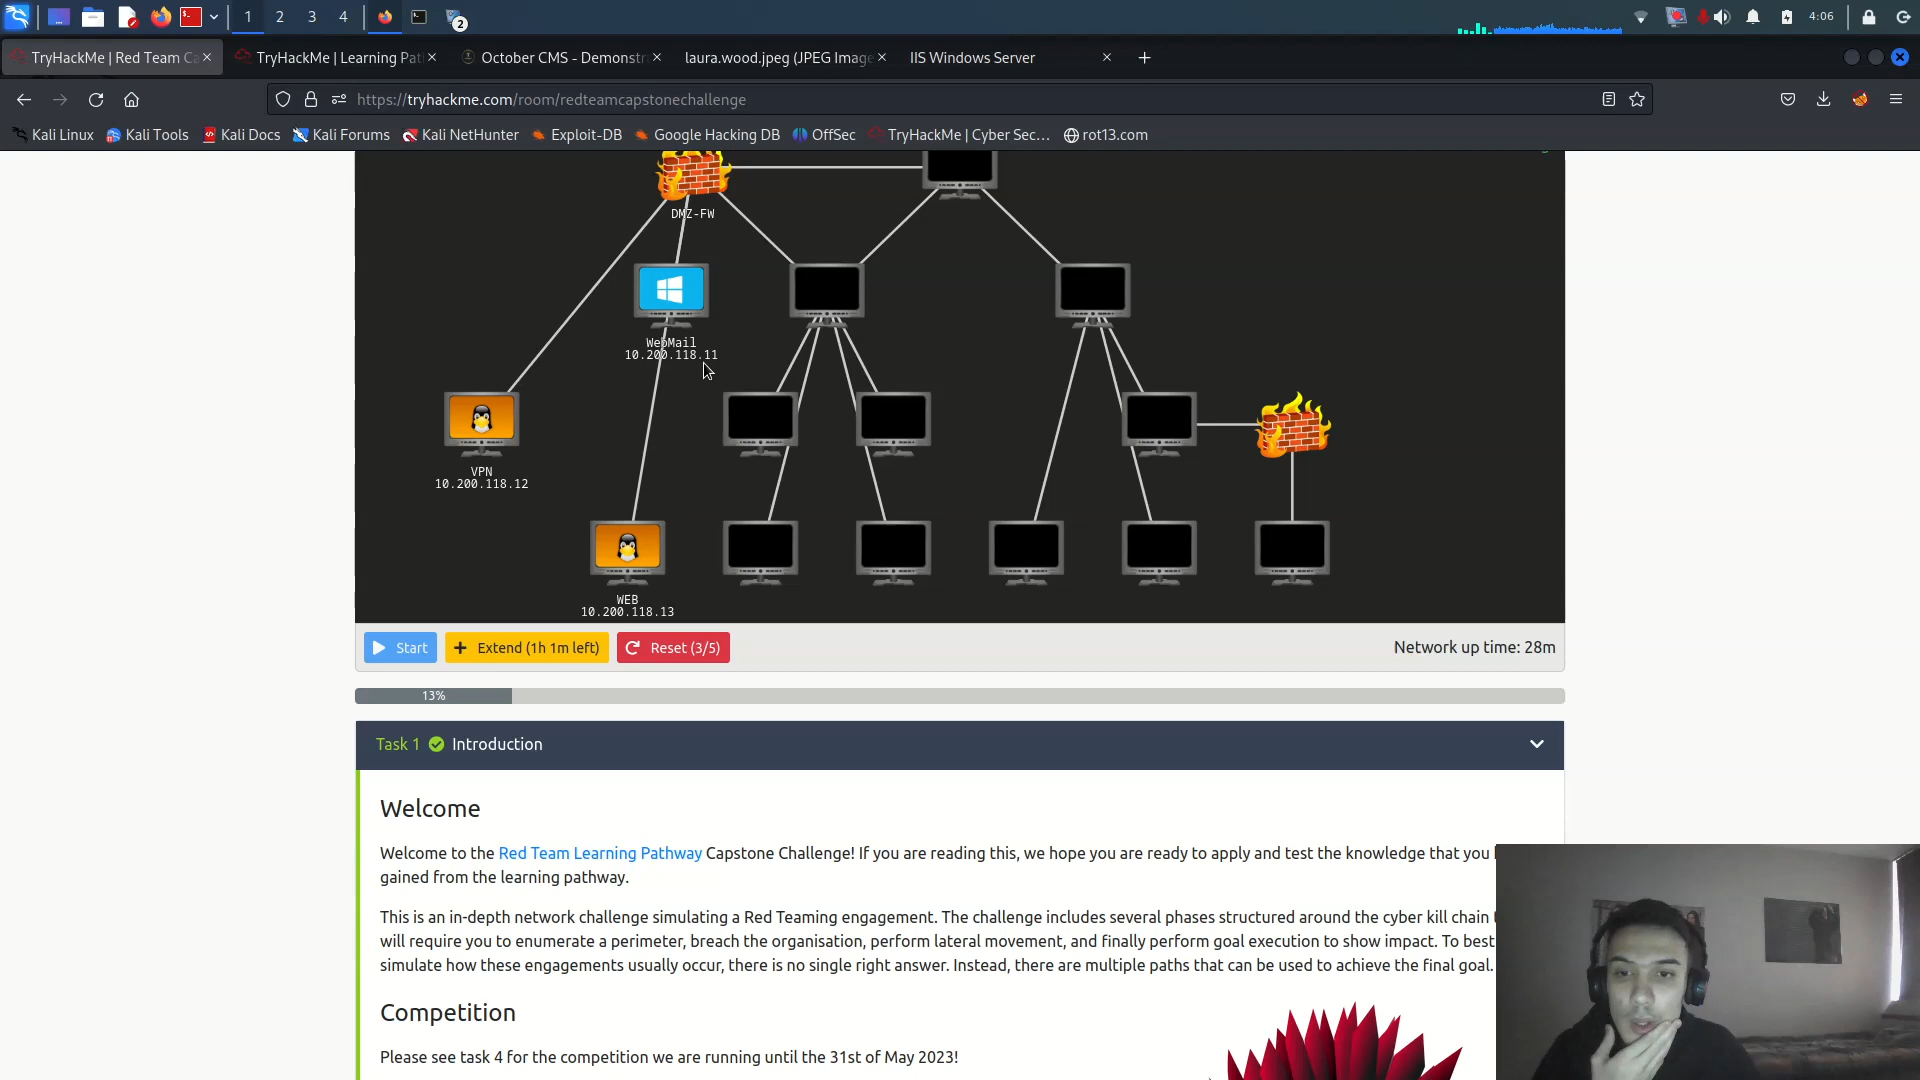 1 2 3 4 2 4:06
TryHackMe | Red Team Ca TryHackMe | Learning Pat October CMS - Demonstr laura.wood.jpeg (JPEG Image IIS Windows Server
https://tryhackme.com/room/redteamcapstonechallenge
Kali Linux Kali Tools Kali Docs Kali Forums Kali NetHunter Exploit-DB Google Hacking DB OffSec TryHackMe | Cyber Sec... rot13.com
DMZ-FW
WebMail
10.200.118.11
VPN
10.200.118.12
WEB
10.200.118.13
Start Extend (1h 1m left) Reset (3/5) Network up time: 28m
13%
Task 1 Introduction
Welcome
Welcome to the Red Team Learning Pathway Capstone Challenge! If you are reading this, we hope you are ready to apply and test the knowledge that you
gained from the learning pathway.
This is an in-depth network challenge simulating a Red Teaming engagement. The challenge includes several phases structured around the cyber kill chain
will require you to enumerate a perimeter, breach the organisation, perform lateral movement, and finally perform goal execution to show impact. To best
simulate how these engagements usually occur, there is no single right answer. Instead, there are multiple paths that can be used to achieve the final goal.
Competition
Please see task 4 for the competition we are running until the 31st of May 2023!